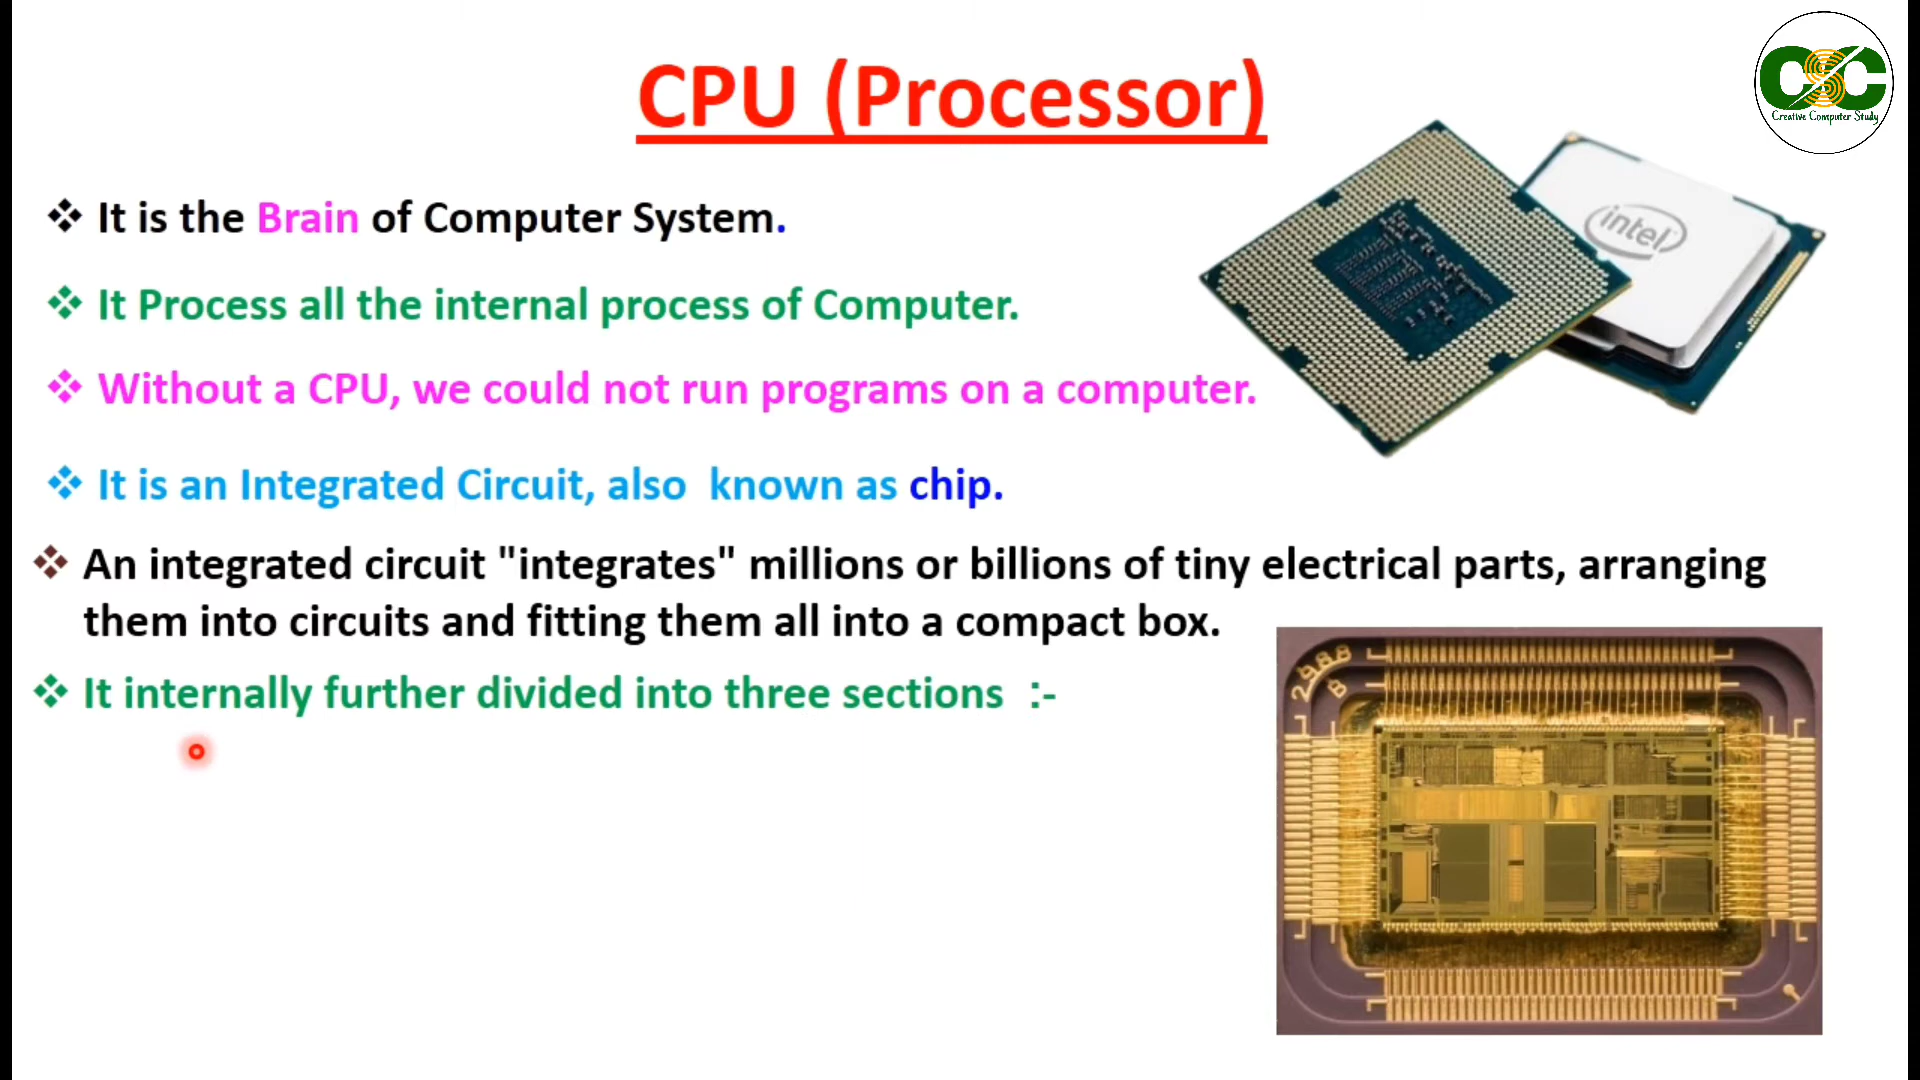 CPU (Processor)
CSC
Creative Computer Study
intel
It is the Brain of Computer System.
It Process all the internal process of Computer.
Without a CPU, we could not run programs on a computer.
It is an Integrated Circuit, also known as chip.
An integrated circuit "integrates" millions or billions of tiny electrical parts, arranging
them into circuits and fitting them all into a compact box.
It internally further divided into three sections :-
2988
B